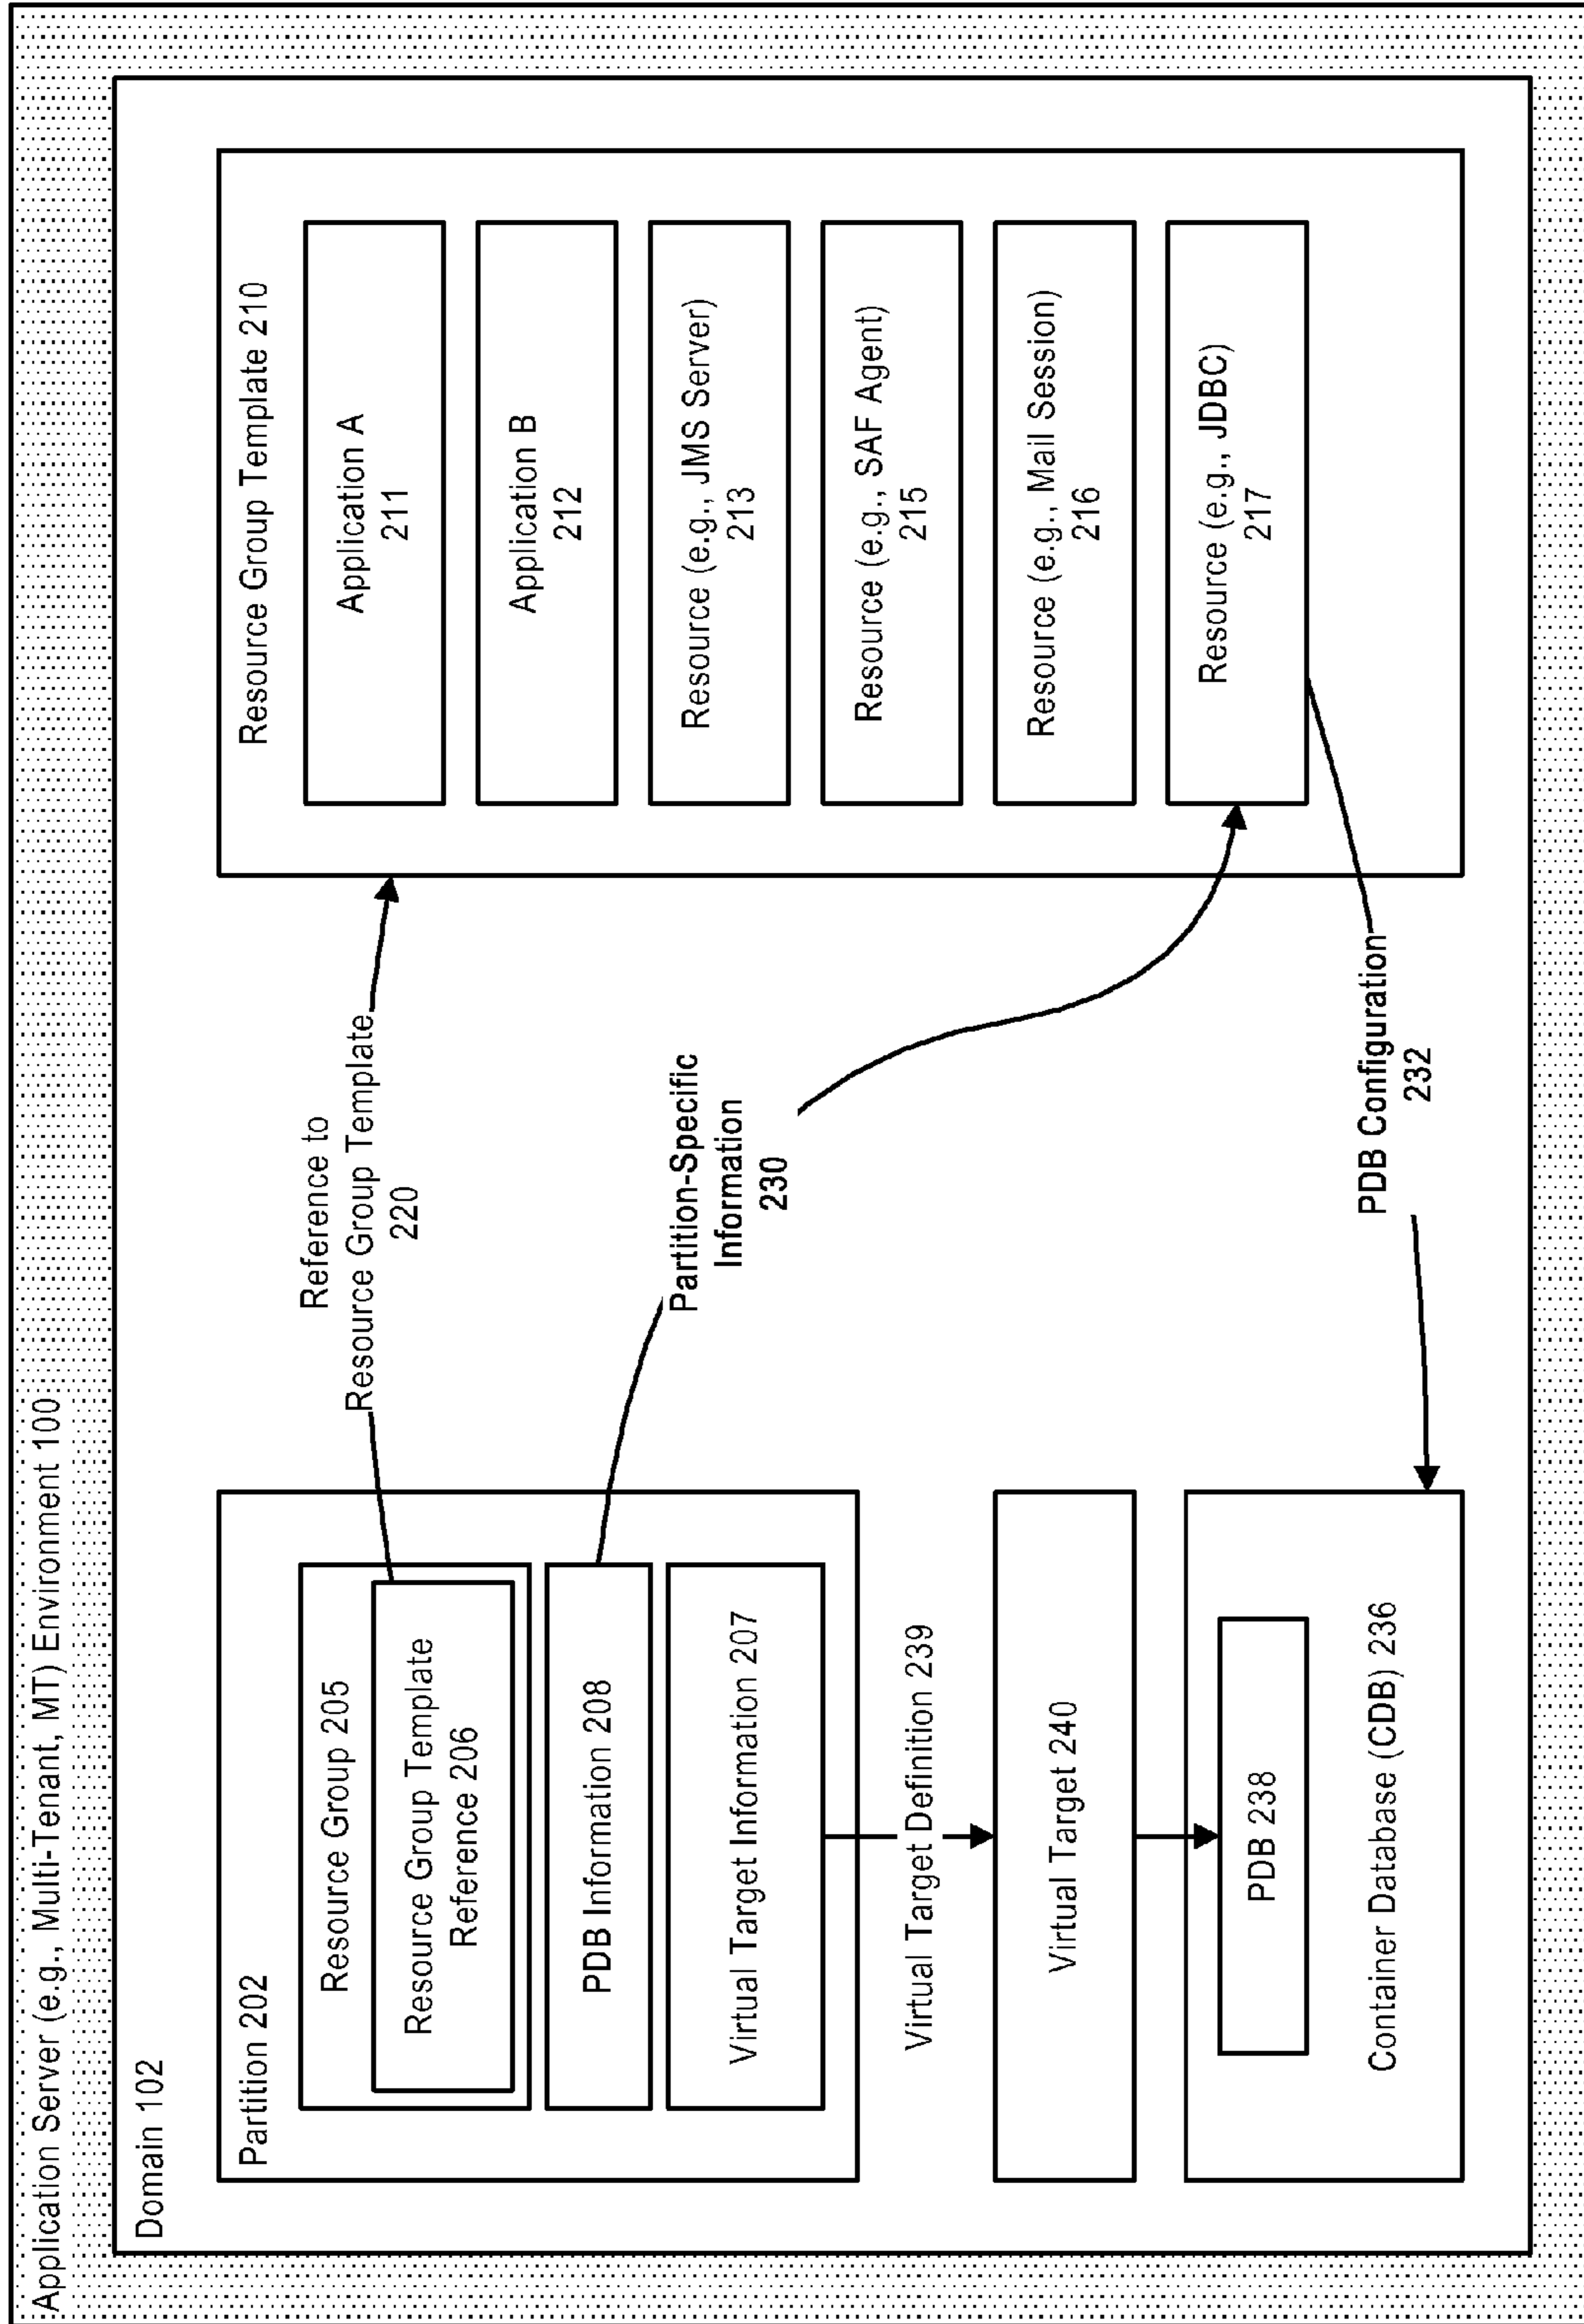 Application Server (e.g., Multi-Tenant, MT) Environment 100
Domain 102
Partition 202
Resource Group 205
Resource Group Template
Reference 206
PDB Information 208
Virtual Target Information 207
Virtual Target Definition 239
Virtual Target 240
PDB 238
Container Database (CDB) 236
Reference to
Resource Group Template
220
Partition-Specific
Information
230
PDB Configuration
232
Resource Group Template 210
Application A
211
Application B
212
Resource (e.g., JMS Server)
213
Resource (e.g., SAF Agent)
215
Resource (e.g., Mail Session)
216
Resource (e.g., JDBC)
217